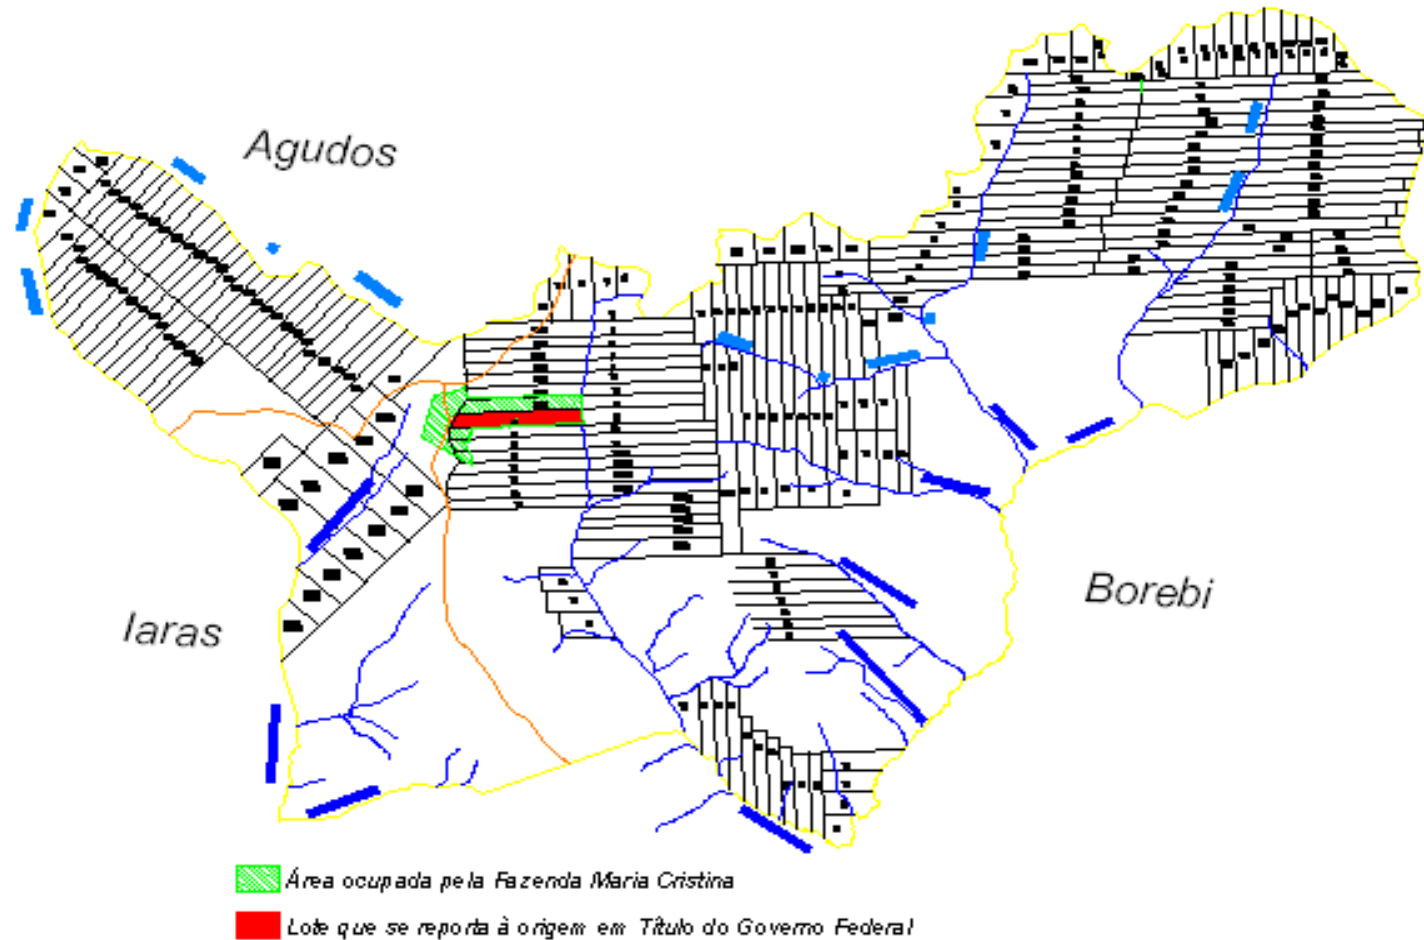 Agudos
Borebi
Iaras
Área ocupada pela Fazenda Maria Cristina
Lote que se reporta à origem em Título do Governo Federal